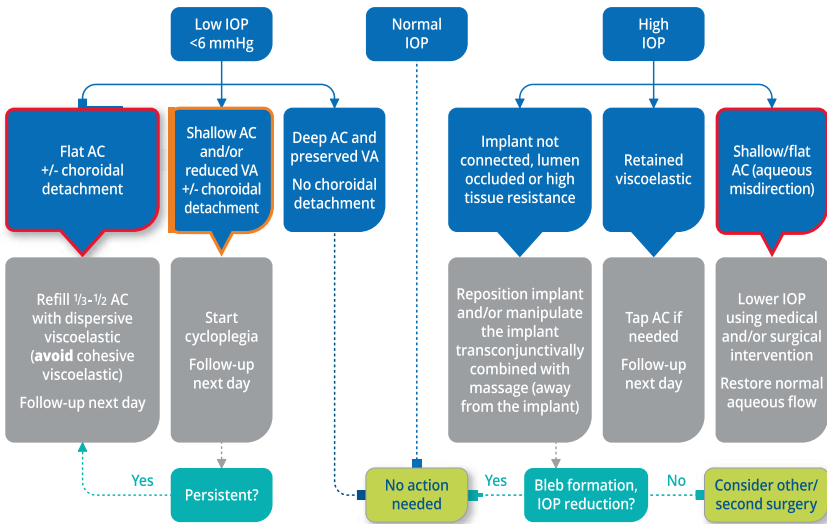 Low IOP
<6 mmHg
Normal
IOP
High
IOP
Flat AC
+/- choroidal
detachment
Shallow AC
and/or
reduced VA
+/- choroidal
detachment
Deep AC and
preserved VA
No choroidal
detachment
Implant not
connected, lumen
occluded or high
tissue resistance
Retained
viscoelastic
Shallow/flat
AC (aqueous
misdirection)
Refill 1/3-1/2 AC
with dispersive
viscoelastic
(avoid cohesive
viscoelastic)
Follow-up next day
Start
cycloplegia
Follow-up
next day
Reposition implant
and/or manipulate
the implant
transconjunctivally
combined with
massage (away
from the implant)
Tap AC if
needed
Follow-up
next day
Lower IOP
using medical
and/or surgical
intervention
Restore normal
aqueous flow
Yes
Persistent?
No action
needed
Yes
Bleb formation,
IOP reduction?
No
Consider other/
second surgery